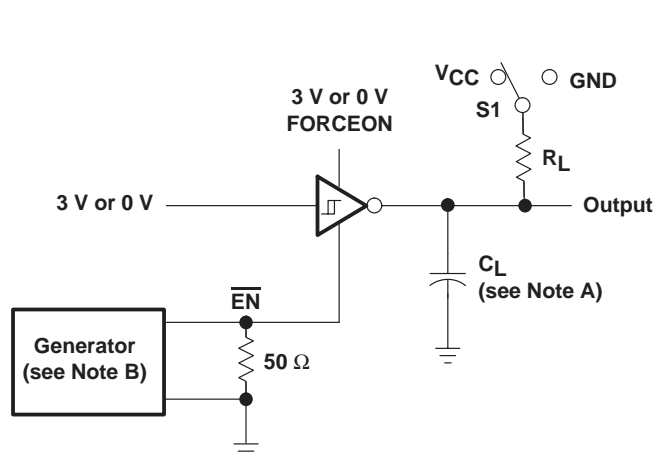 VCC
GND
S1
3 V or 0 V
FORCEON
RL
3 V or 0 V
Output
CL
(see Note A)
EN
Generator
(see Note B)
50 Ω